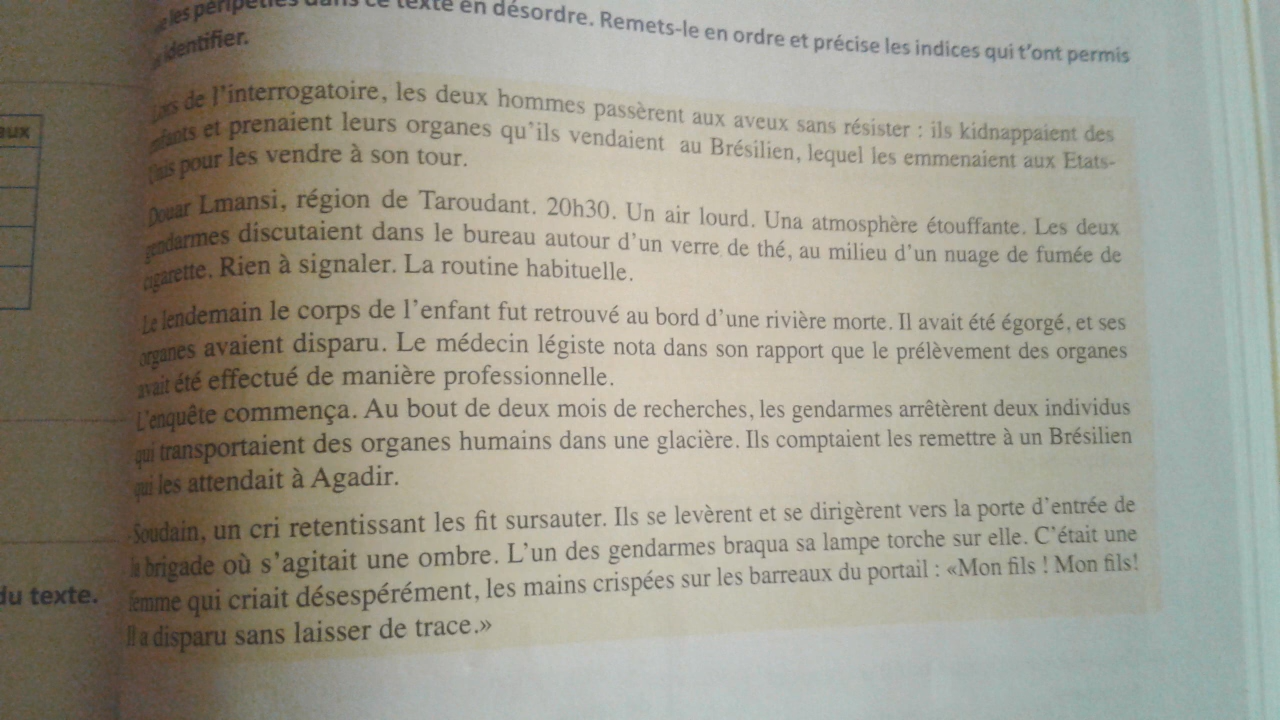 les péripéties dans ce texte en désordre. Remets-le en ordre et précise les indices qui t'ont permis
identifier.
aux
Lors de l'interrogatoire, les deux hommes passèrent aux aveux sans résister : ils kidnappaient des
enfants et prenaient leurs organes qu'ils vendaient au Brésilien, lequel les emmenaient aux Etats-
Unis pour les vendre à son tour.
Douar Lmansi, région de Taroudant. 20h30. Un air lourd. Una atmosphère étouffante. Les deux
gendarmes discutaient dans le bureau autour d'un verre de thé, au milieu d'un nuage de fumée de
cigarette. Rien à signaler. La routine habituelle.
Le lendemain le corps de l'enfant fut retrouvé au bord d'une rivière morte. Il avait été égorgé, et ses
organes avaient disparu. Le médecin légiste nota dans son rapport que le prélèvement des organes
avait été effectué de manière professionnelle.
L'enquête commença. Au bout de deux mois de recherches, les gendarmes arrêtèrent deux individus
qui transportaient des organes humains dans une glacière. Ils comptaient les remettre à un Brésilien
qui les attendait à Agadir.
Soudain, un cri retentissant les fit sursauter. Ils se levèrent et se dirigèrent vers la porte d'entrée de
la brigade où s'agitait une ombre. L'un des gendarmes braqua sa lampe torche sur elle. C'était une
femme qui criait désespérément, les mains crispées sur les barreaux du portail : «Mon fils ! Mon fils!
Il a disparu sans laisser de trace.»
du texte.